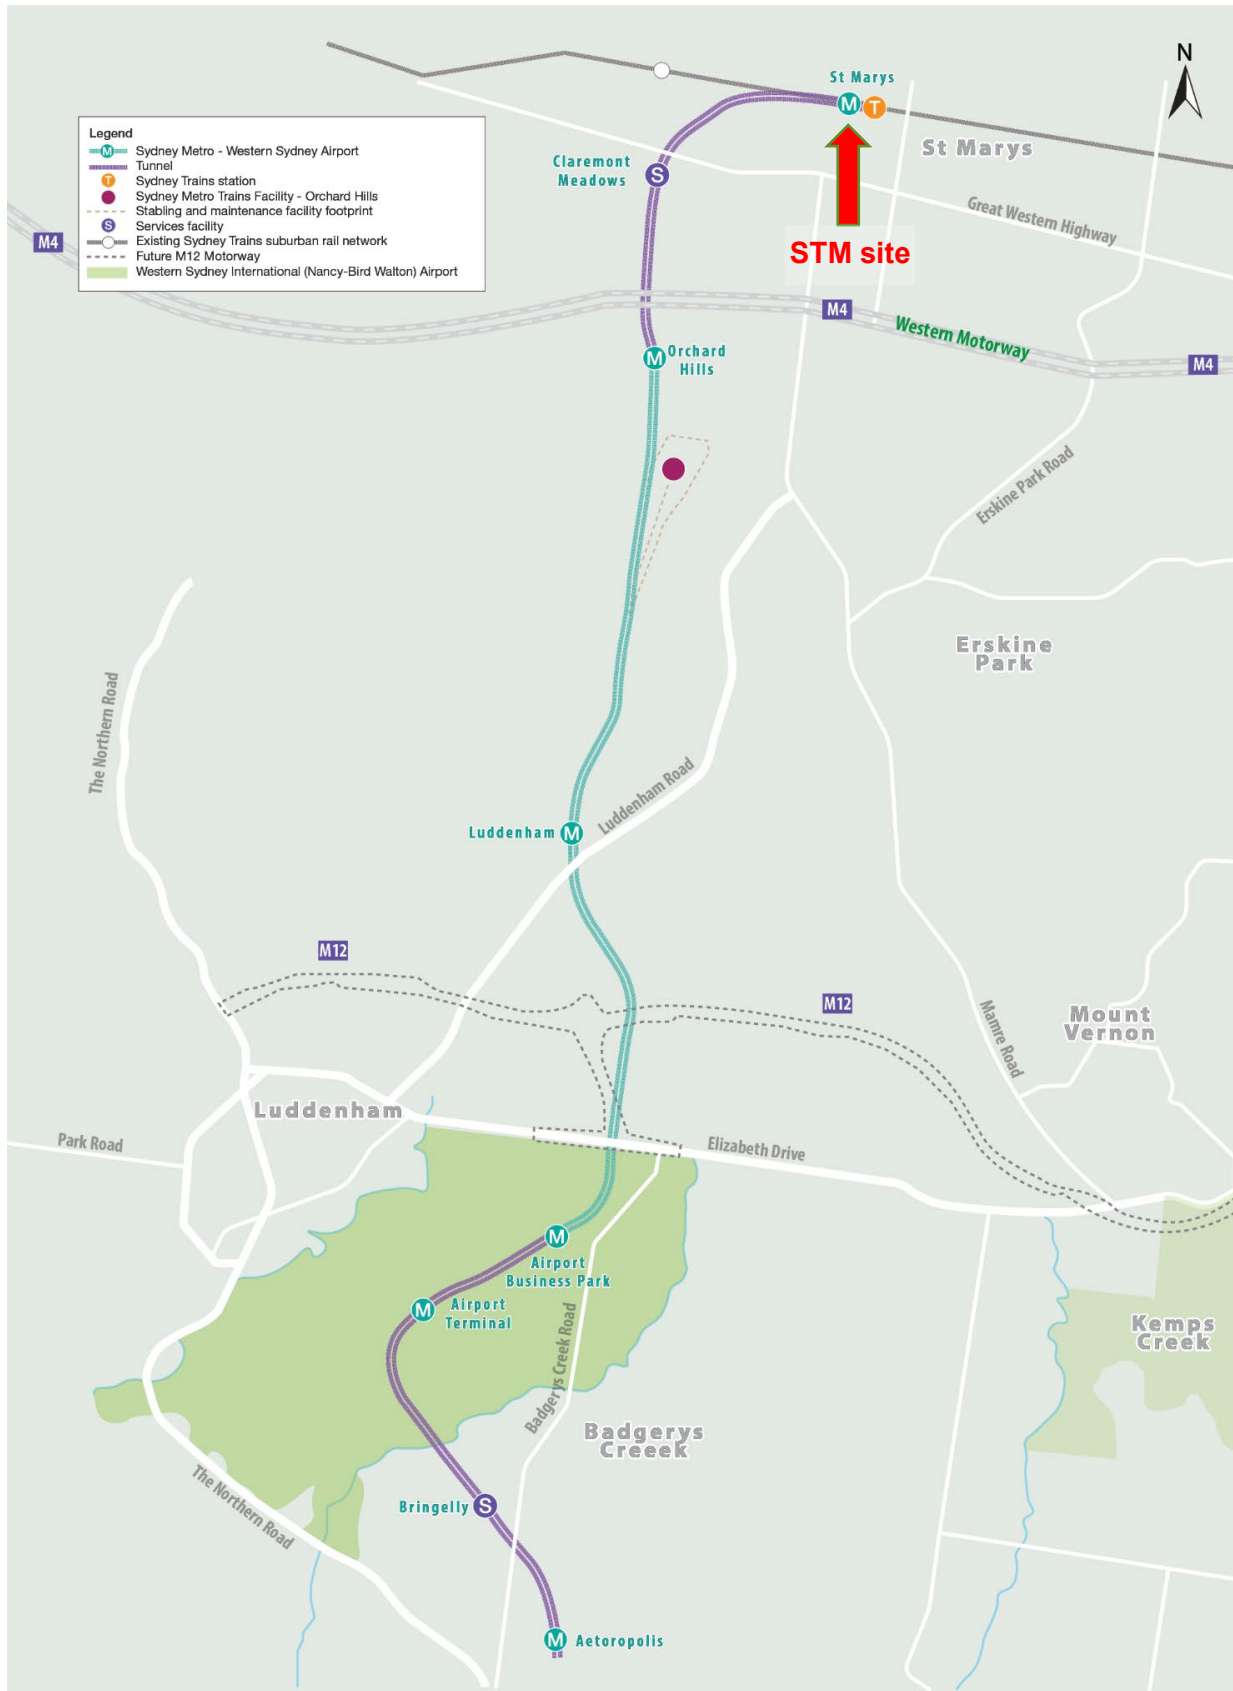 N
St Marys
M
T
St Marys
Legend
M Sydney Metro - Western Sydney Airport
Tunnel
T Sydney Trains station
Sydney Metro Trains Facility - Orchard Hills
Stabling and maintenance facility footprint
S Services facility
Existing Sydney Trains suburban rail network
Future M12 Motorway
Western Sydney International (Nancy-Bird Walton) Airport
Claremont
Meadows
S
Great Western Highway
M4
STM site
M4
Western Motorway
M4
M
Orchard
Hills
Erskine Park Road
Erskine
Park
The Northern Road
Luddenham Road
Luddenham
M
M12
M12
Mamre Road
Mount
Vernon
Luddenham
Park Road
Elizabeth Drive
M
Airport
Business Park
M
Airport
Terminal
Badgerys Creek Road
Kemps
Creek
Badgerys
Creeek
The Northern Road
Bringelly
S
M
Aetoropolis